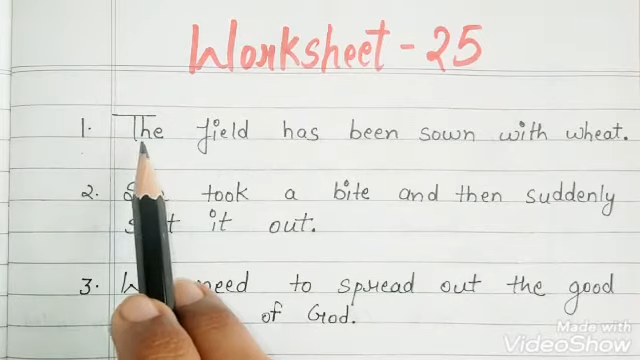 Worksheet - 25
1. The field has been sown with wheat.
2. took a bite and then suddenly
it out.
3. need to spread out the good
of God.
Made with
VideoShow